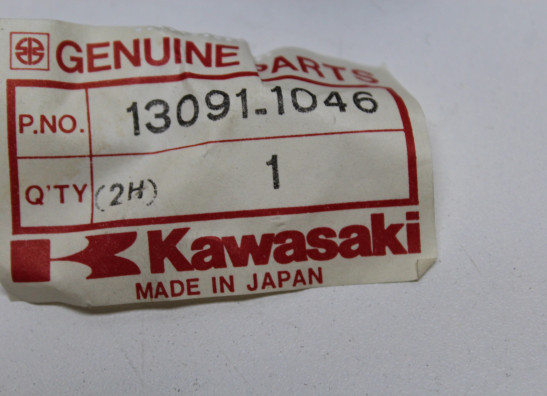 GENUINE PARTS
P.NO. 13091-1046
Q'TY (2H) 1
Kawasaki
MADE IN JAPAN